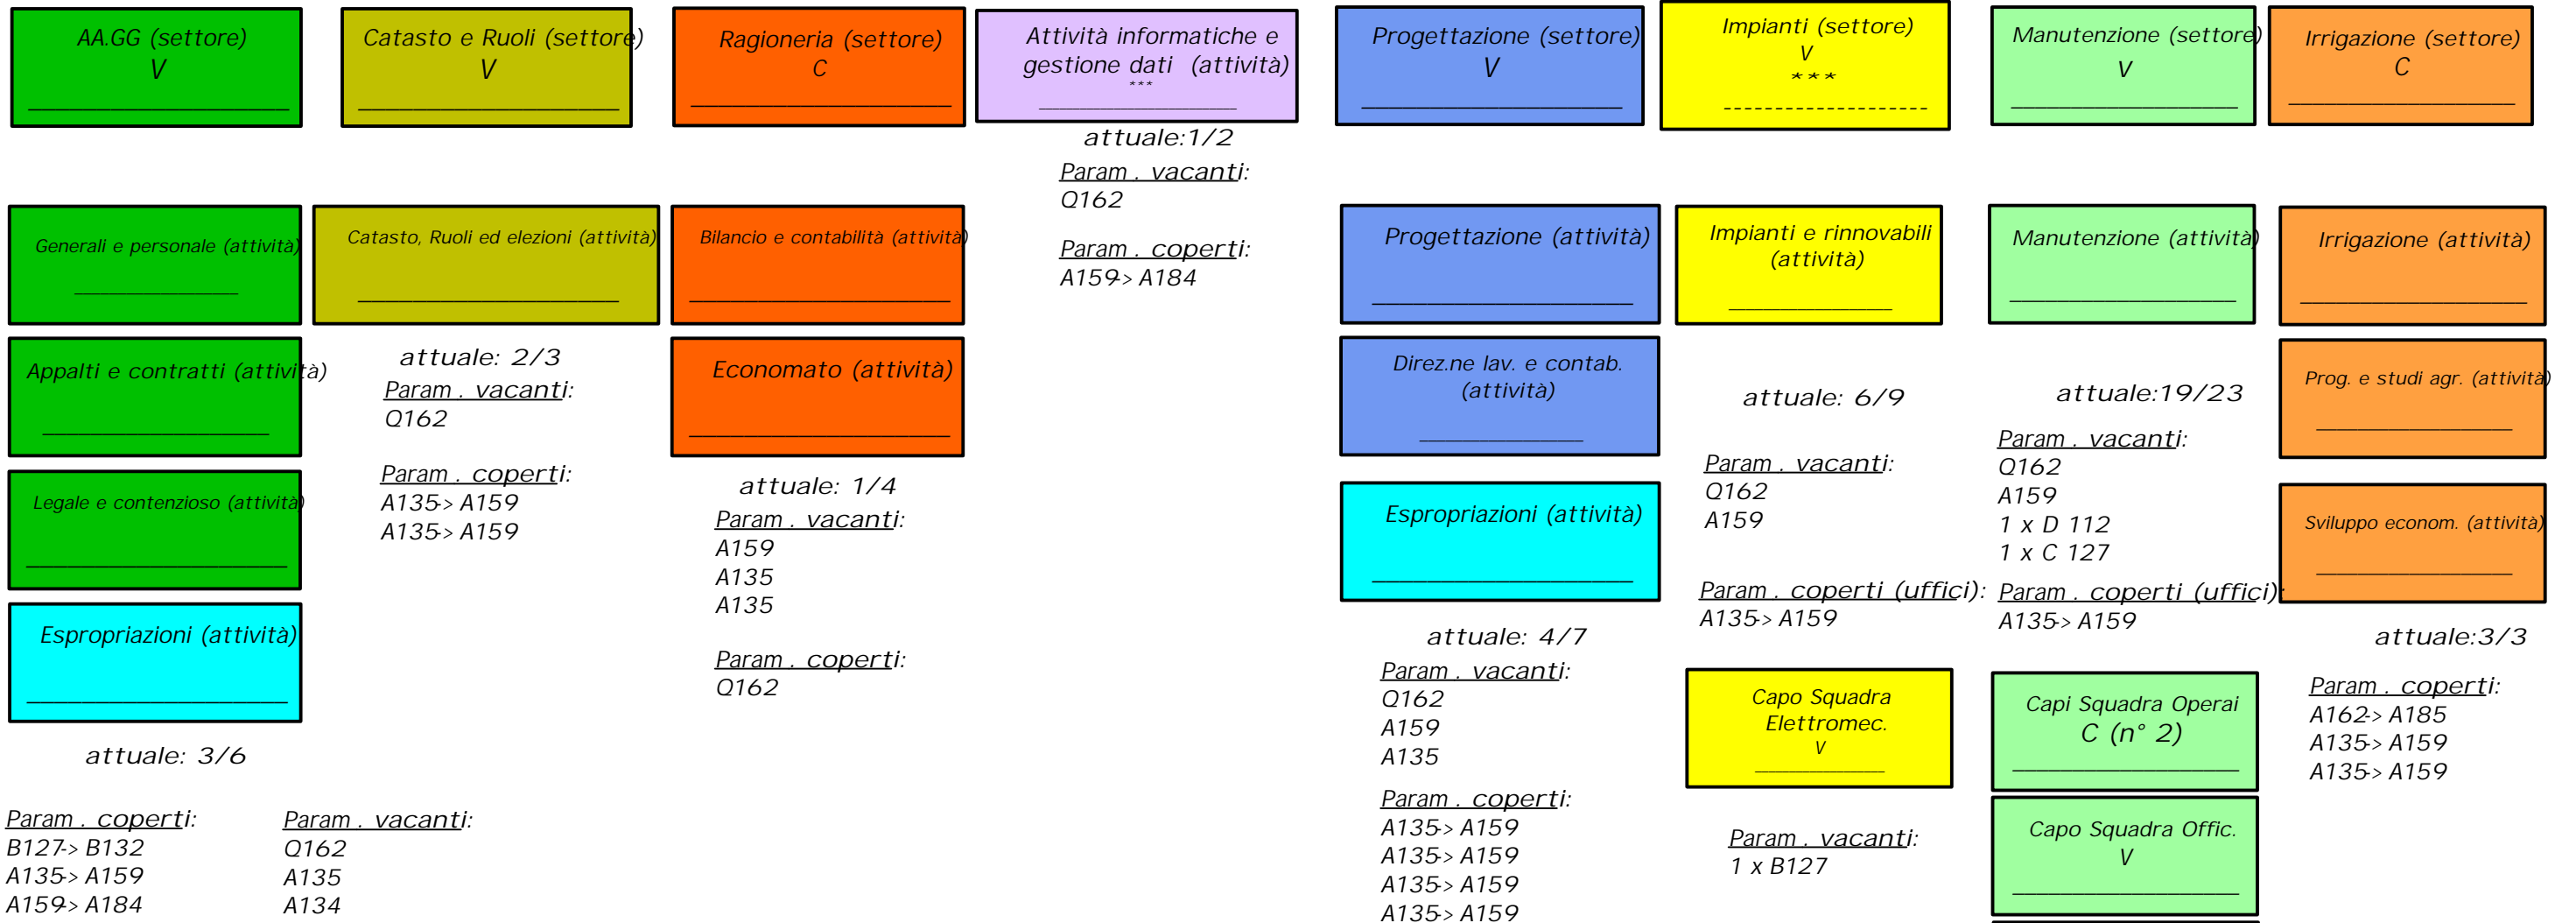 AA.GG (settore)
V
Catasto e Ruoli (settore)
V
Ragioneria (settore)
C
Attività informatiche e
gestione dati (attività)
***
Progettazione (settore)
V
Impianti (settore)
V
***
--------------------
Manutenzione (settore)
V
Irrigazione (settore)
C
attuale:1/2
Param . vacanti:
Q162
Param . coperti:
A159-> A184
Generali e personale (attività)
Appalti e contratti (attività)
Legale e contenzioso (attività)
Espropriazioni (attività)
attuale: 3/6
Param . coperti:
B127-> B132
A135-> A159
A159-> A184
Param . vacanti:
Q162
A135
A134
Catasto, Ruoli ed elezioni (attività)
attuale: 2/3
Param . vacanti:
Q162
Param . coperti:
A135-> A159
A135-> A159
Bilancio e contabilità (attività)
Economato (attività)
attuale: 1/4
Param . vacanti:
A159
A135
A135
Param . coperti:
Q162
Progettazione (attività)
Direz.ne lav. e contab.
(attività)
Espropriazioni (attività)
attuale: 4/7
Param . vacanti:
Q162
A159
A135
Param . coperti:
A135-> A159
A135-> A159
A135-> A159
A135-> A159
Impianti e rinnovabili
(attività)
attuale: 6/9
Param . vacanti:
Q162
A159
Param . coperti (uffici):
A135-> A159
Capo Squadra
Elettromec.
V
Param . vacanti:
1 x B127
Manutenzione (attività)
attuale:19/23
Param . vacanti:
Q162
A159
1 x D 112
1 x C 127
Param . coperti (uffici):
A135-> A159
Capi Squadra Operai
C (n° 2)
Capo Squadra Offic.
V
Irrigazione (attività)
Prog. e studi agr. (attività)
Sviluppo econom. (attività)
attuale:3/3
Param . coperti:
A162-> A185
A135-> A159
A135-> A159